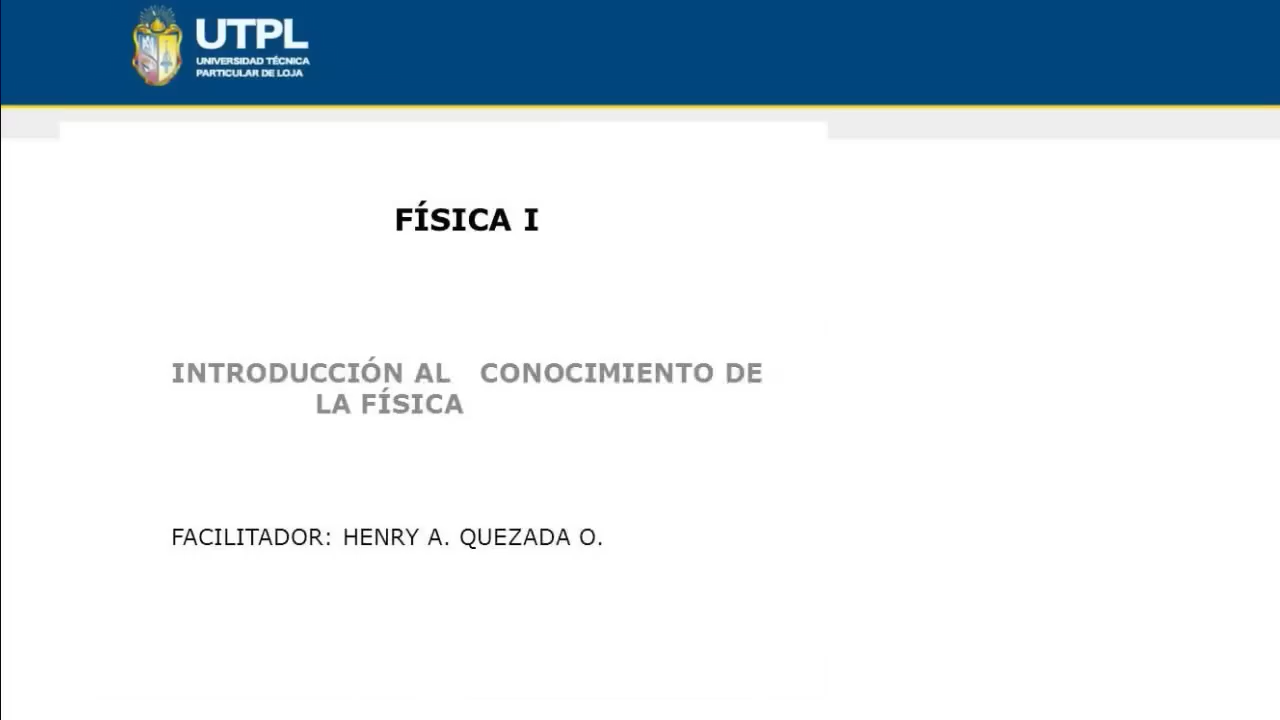 UTPL
UNIVERSIDAD TÉCNICA
PARTICULAR DE LOJA
FÍSICA I
INTRODUCCIÓN AL CONOCIMIENTO DE
LA FÍSICA
FACILITADOR: HENRY A. QUEZADA O.